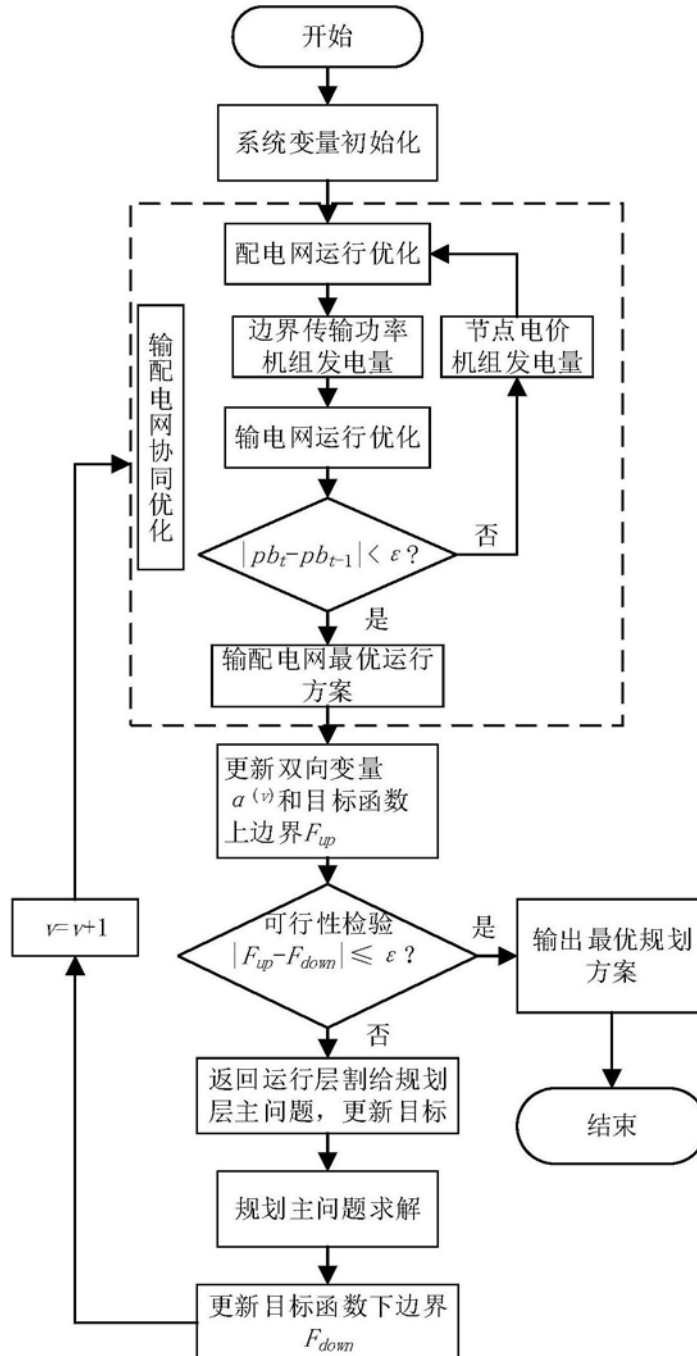 开始
系统变量初始化
配电网运行优化
边界传输功率
机组发电量
节点电价
机组发电量
输配电网协同优化
输电网运行优化
|pb_t-pb_{t-1}|< ε?
否
是
输配电网最优运行
方案
更新双向变量
α^(v)和目标函数
上边界F_up
v=v+1
可行性检验
|F_up-F_down|≤ ε?
是
输出最优规划
方案
否
返回运行层割给规划
层主问题，更新目标
结束
规划主问题求解
更新目标函数下边界
F_down